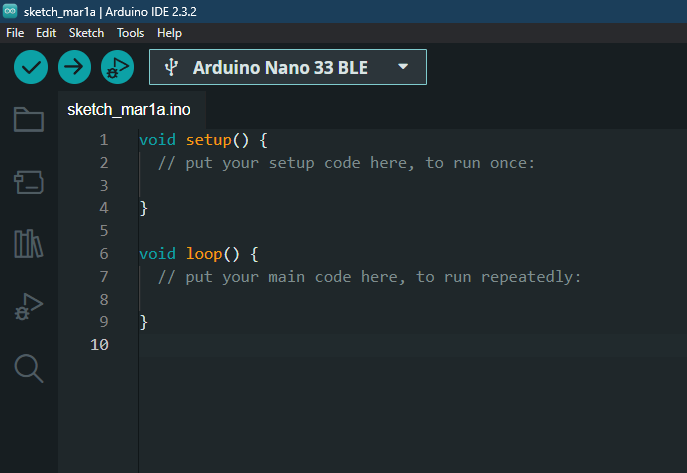 sketch_mar1a | Arduino IDE 2.3.2
File Edit Sketch Tools Help
Arduino Nano 33 BLE
sketch_mar1a.ino
1 void setup() {
2   // put your setup code here, to run once:
3
4 }
5
6 void loop() {
7   // put your main code here, to run repeatedly:
8
9 }
10